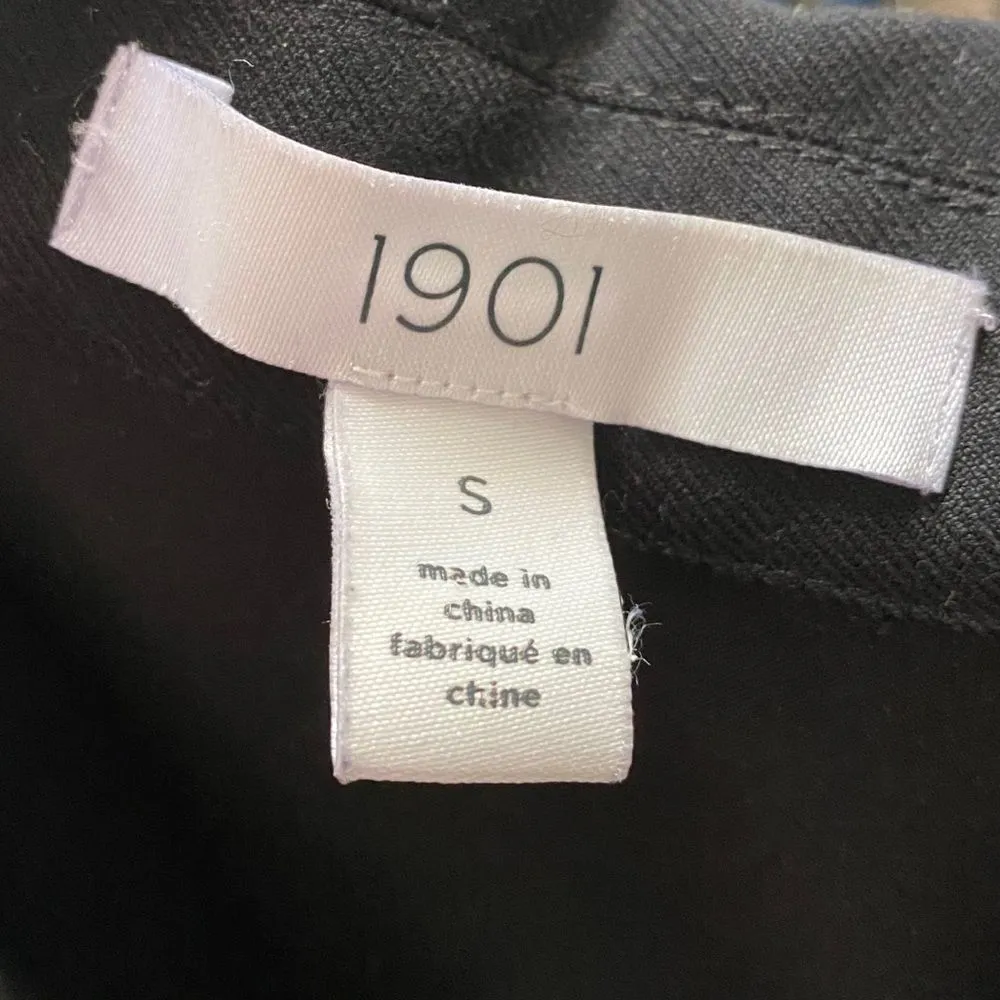 1901
S
made in
china
fabriqué en
chine